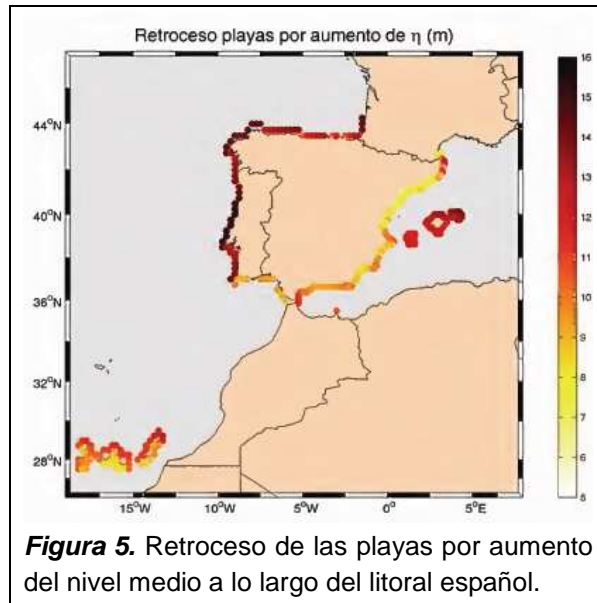 Retroceso playas por aumento de η (m)
44°N
40°N
36°N
32°N
28°N
15°W
10°W
5°W
0°
5°E
16
15
14
13
12
11
10
9
8
7
6
5
Figura 5. Retroceso de las playas por aumento
del nivel medio a lo largo del litoral español.